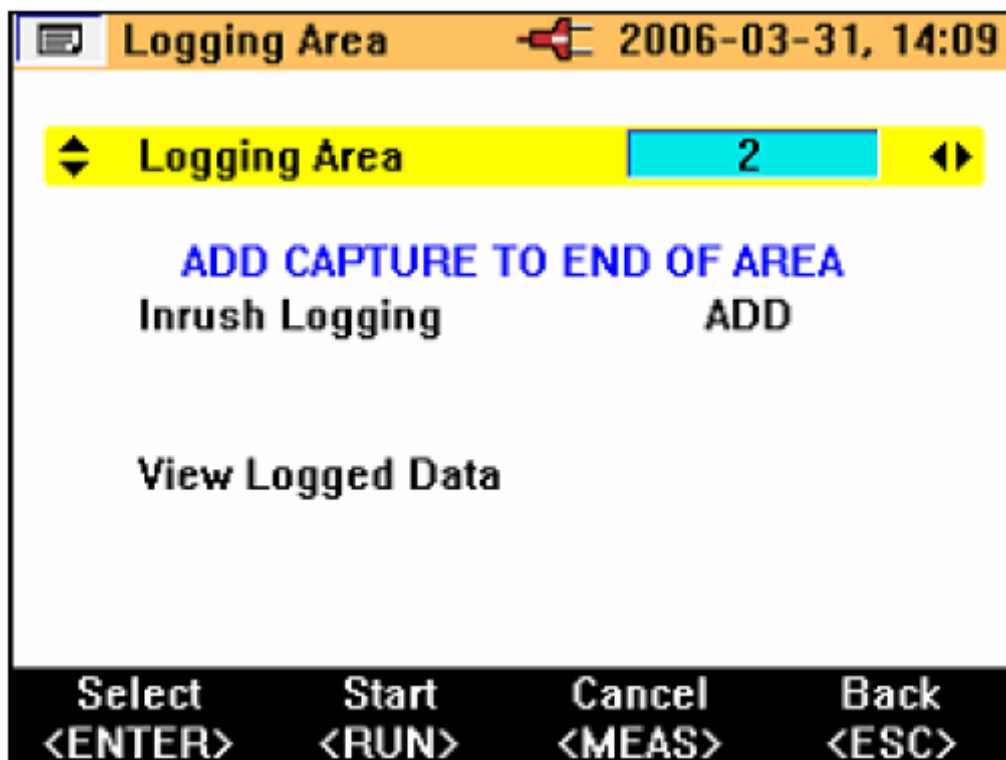 Logging Area 2006-03-31, 14:09
Logging Area 2
ADD CAPTURE TO END OF AREA
Inrush Logging ADD
View Logged Data
Select Start Cancel Back
<ENTER> <RUN> <MEAS> <ESC>